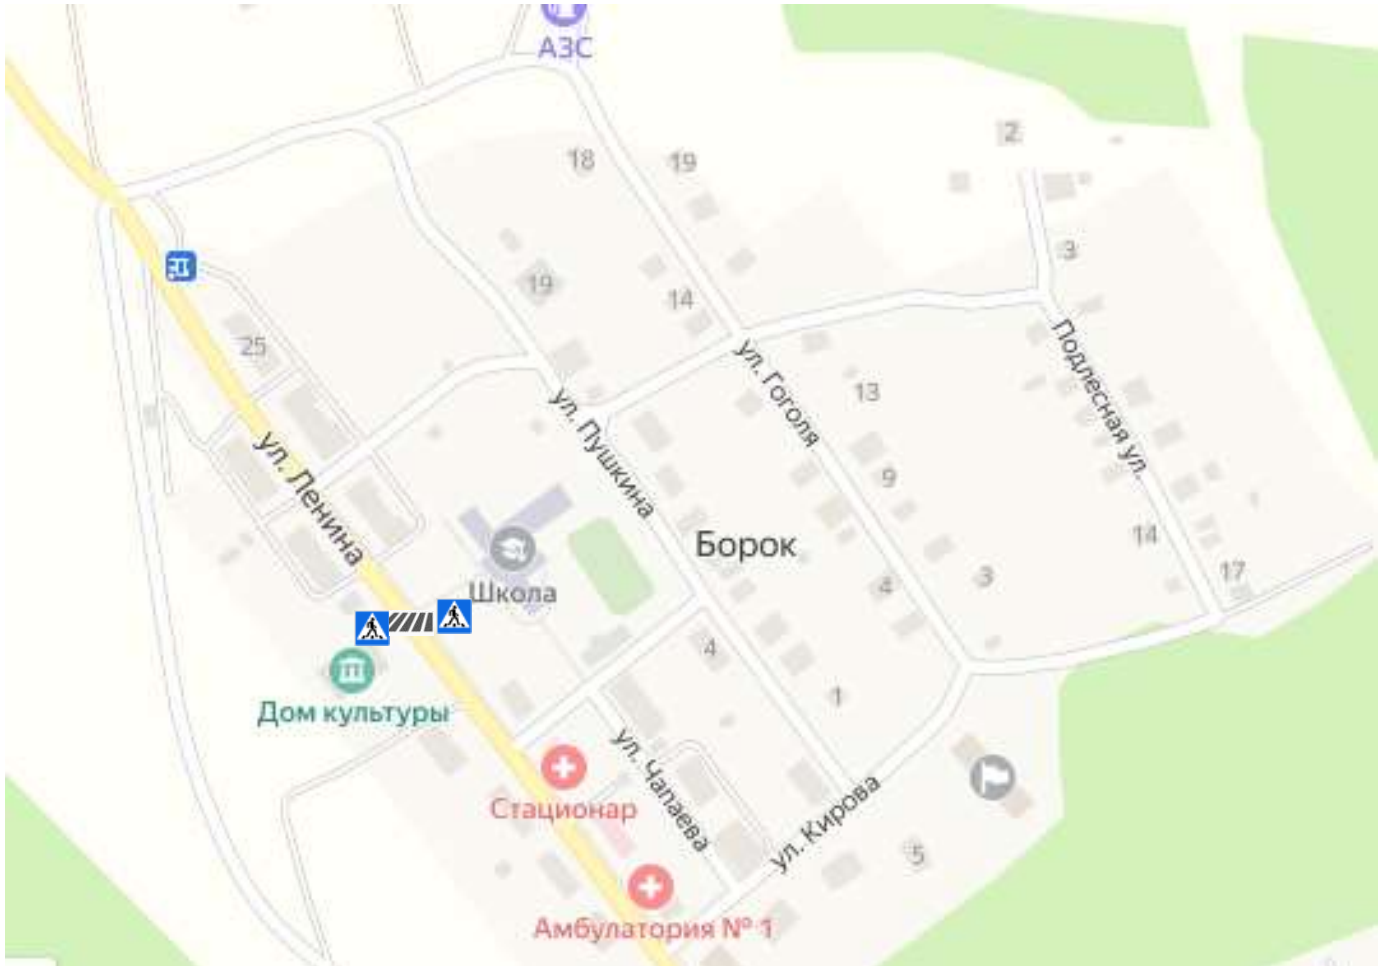 АЗС
2
18
19
3
19
14
25
ул. Гоголя
Подлесная ул.
13
ул. Пушкина
ул. Ленина
9
Борок
14
3
17
Школа
4
4
1
Дом культуры
ул. Чапаева
Стационар
ул. Кирова
5
Амбулатория № 1